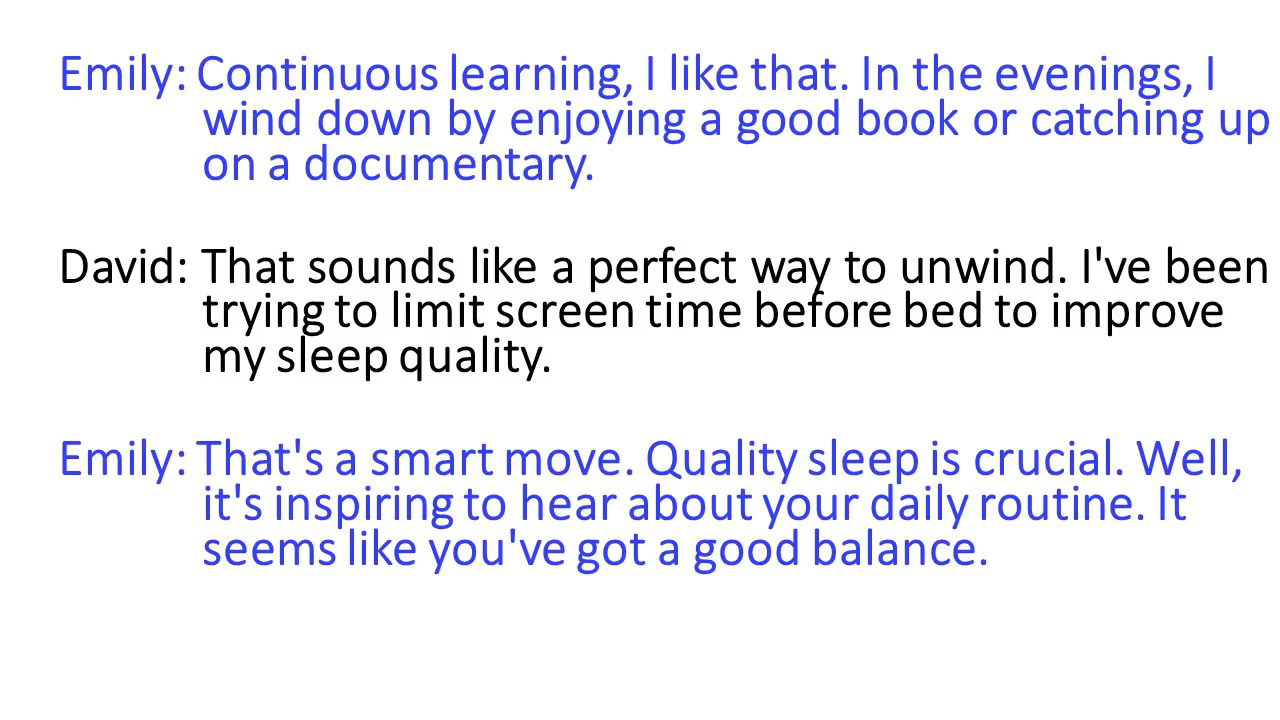 Emily: Continuous learning, I like that. In the evenings, I
wind down by enjoying a good book or catching up
on a documentary.
David: That sounds like a perfect way to unwind. I've been
trying to limit screen time before bed to improve
my sleep quality.
Emily: That's a smart move. Quality sleep is crucial. Well,
it's inspiring to hear about your daily routine. It
seems like you've got a good balance.